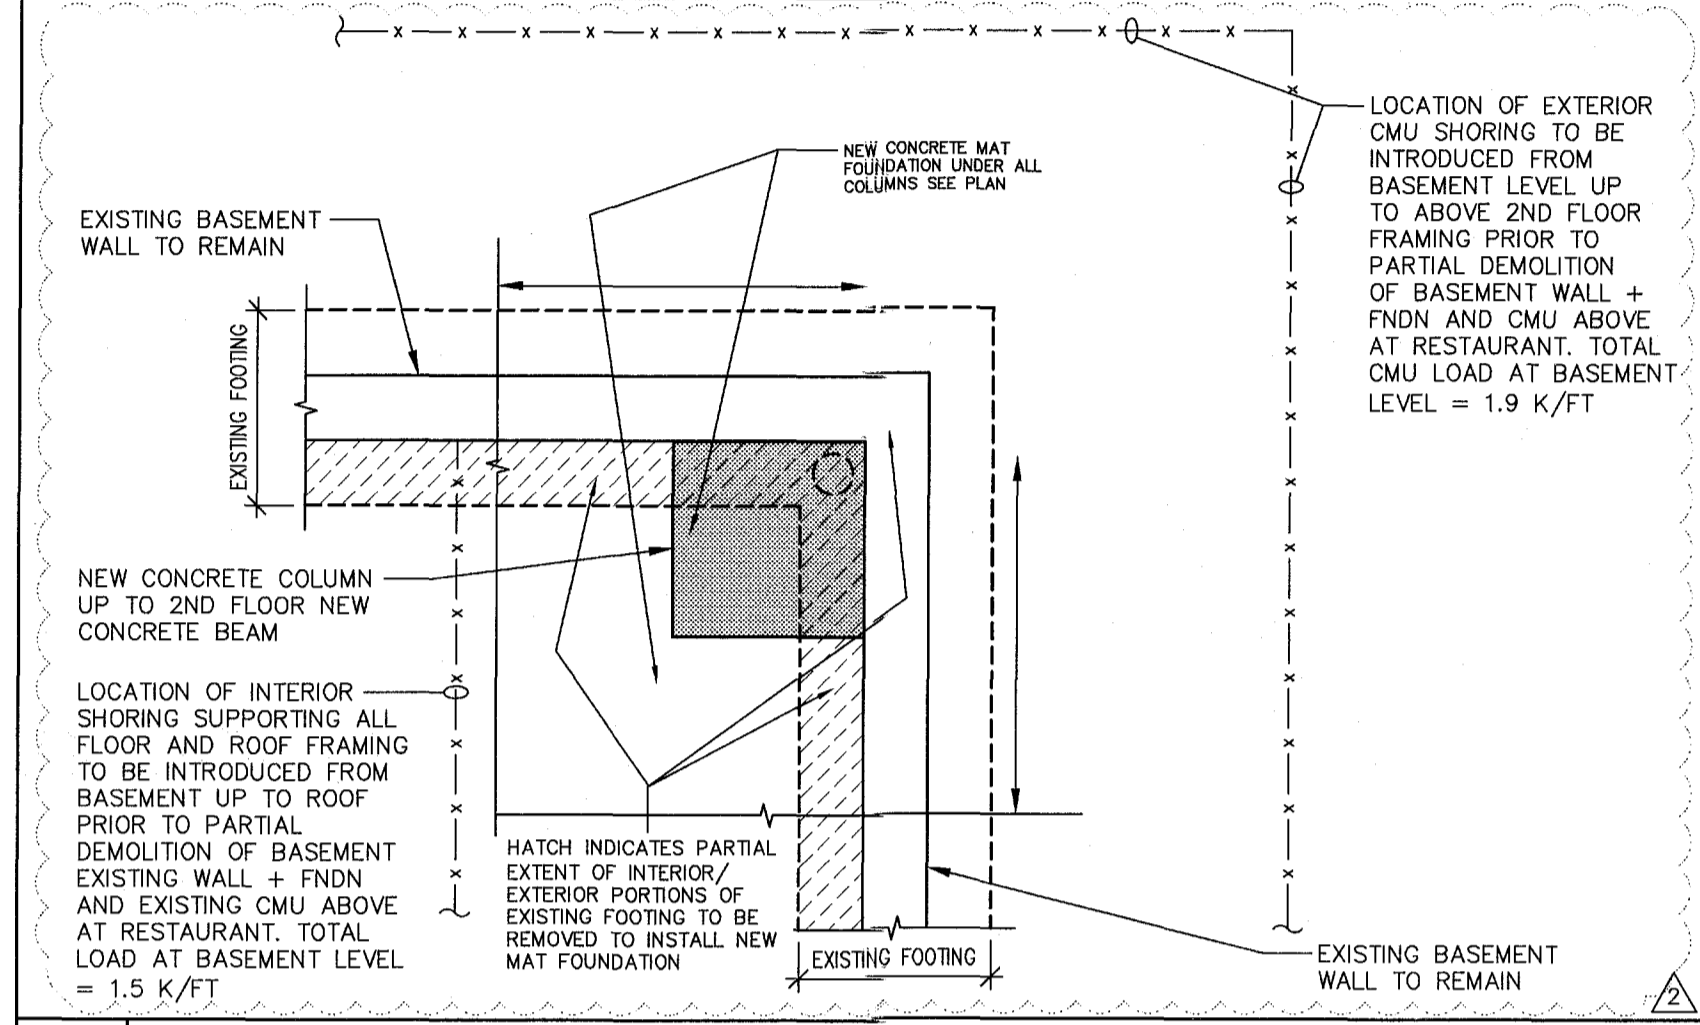 LOCATION OF EXTERIOR
CMU SHORING TO BE
INTRODUCED FROM
BASEMENT LEVEL UP
TO ABOVE 2ND FLOOR
FRAMING PRIOR TO
PARTIAL DEMOLITION
OF BASEMENT WALL +
FNDN AND CMU ABOVE
AT RESTAURANT. TOTAL
CMU LOAD AT BASEMENT
LEVEL = 1.9 K/FT
NEW CONCRETE MAT
FOUNDATION UNDER ALL
COLUMNS SEE PLAN
EXISTING BASEMENT
WALL TO REMAIN
EXISTING FOOTING
NEW CONCRETE COLUMN
UP TO 2ND FLOOR NEW
CONCRETE BEAM
LOCATION OF INTERIOR
SHORING SUPPORTING ALL
FLOOR AND ROOF FRAMING
TO BE INTRODUCED FROM
BASEMENT UP TO ROOF
PRIOR TO PARTIAL
DEMOLITION OF BASEMENT
EXISTING WALL + FNDN
AND EXISTING CMU ABOVE
AT RESTAURANT. TOTAL
LOAD AT BASEMENT LEVEL
= 1.5 K/FT
HATCH INDICATES PARTIAL
EXTENT OF INTERIOR/
EXTERIOR PORTIONS OF
EXISTING FOOTING TO BE
REMOVED TO INSTALL NEW
MAT FOUNDATION
EXISTING FOOTING
EXISTING BASEMENT
WALL TO REMAIN
2